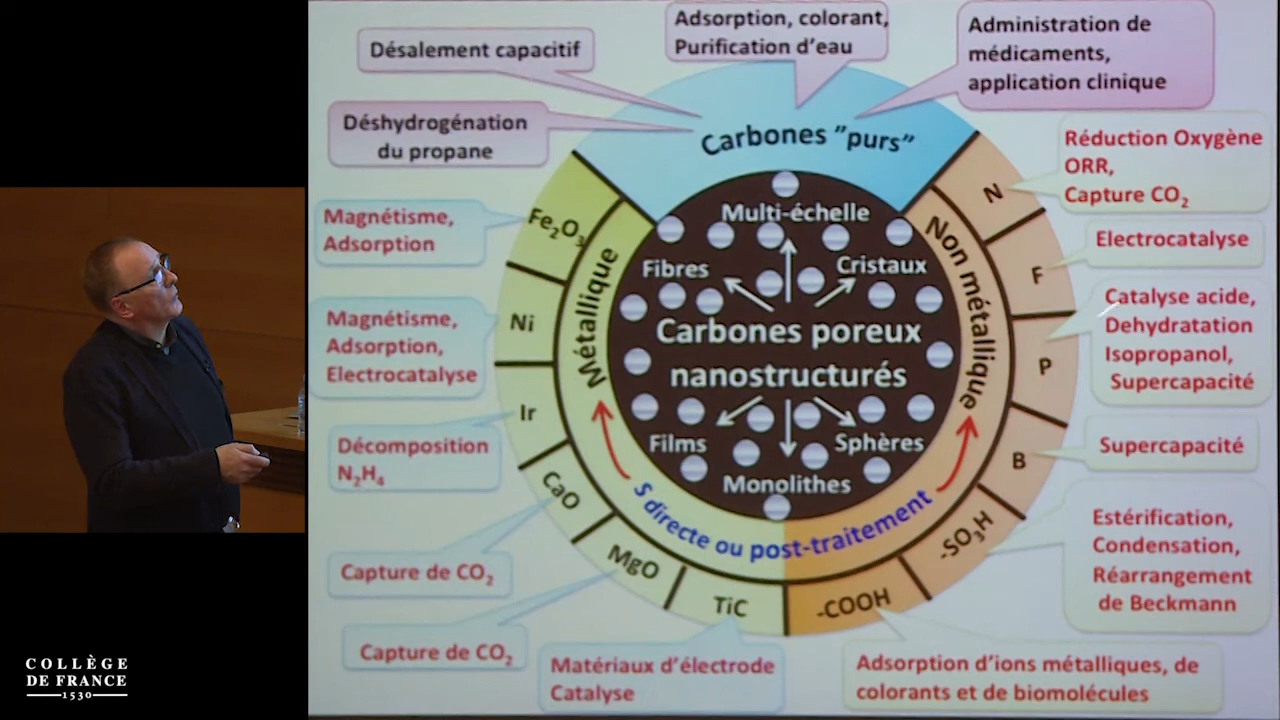 Désalement capacitif
Adsorption, colorant,
Purification d'eau
Administration de
médicaments,
application clinique
Déshydrogénation
du propane
Carbones "purs"
Réduction Oxygène
ORR,
Capture CO₂
Magnétisme,
Adsorption
Fe₂O₃
N
Multi-échelle
Fibres
Cristaux
Métallique
Non métallique
Electrocatalyse
F
Magnétisme,
Adsorption,
Electrocatalyse
Ni
Carbones poreux
nanostructurés
P
Catalyse acide,
Dehydratation
Isopropanol,
Supercapacité
Ir
Décomposition
N₂H₄
Films
Sphères
Monolithes
B
Supercapacité
CaO
S directe ou post-traitement
-SO₃H
Estérification,
Condensation,
Réarrangement
de Beckmann
Capture de CO₂
MgO
TiC
-COOH
Capture de CO₂
Matériaux d'électrode
Catalyse
Adsorption d'ions métalliques, de
colorants et de biomolécules
COLLÈGE
DE FRANCE
1530